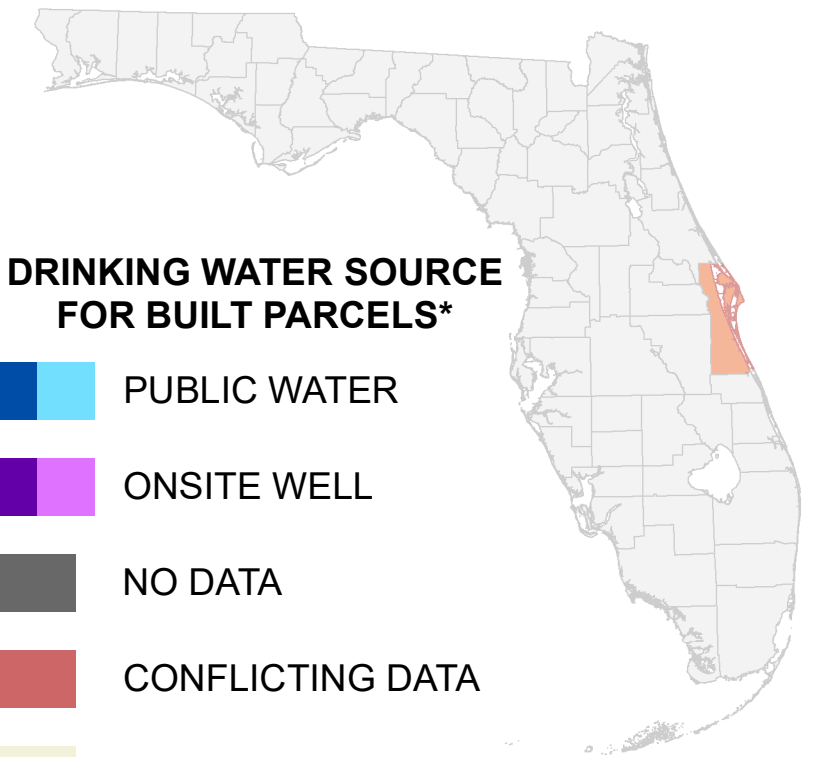 DRINKING WATER SOURCE
FOR BUILT PARCELS*
PUBLIC WATER
ONSITE WELL
NO DATA
CONFLICTING DATA